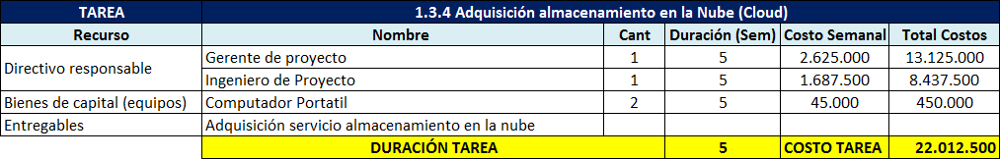 TAREA 1.3.4 Adquisición almacenamiento en la Nube (Cloud)
Recurso Nombre Cant Duración (Sem) Costo Semanal Total Costos
Directivo responsable
Gerente de proyecto 1 5 2.625.000 13.125.000
Ingeniero de Proyecto 1 5 1.687.500 8.437.500
Bienes de capital (equipos) Computador Portatil 2 5 45.000 450.000
Entregables Adquisición servicio almacenamiento en la nube
DURACIÓN TAREA 5 COSTO TAREA 22.012.500